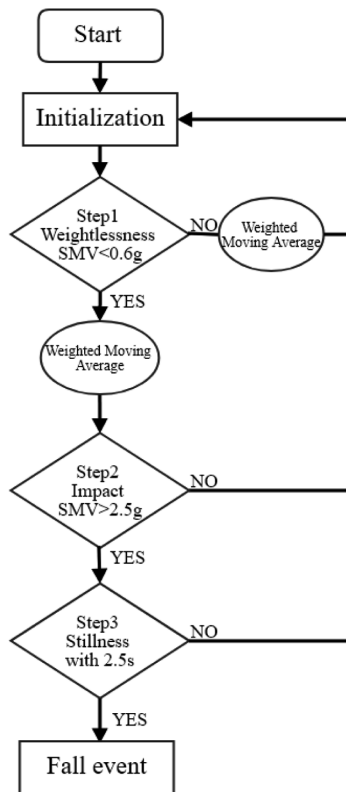 Start
Initialization
Step1
Weightlessness
SMV<0.6g
NO
Weighted
Moving Average
YES
Weighted Moving
Average
Step2
Impact
SMV>2.5g
NO
YES
Step3
Stillness
with 2.5s
NO
YES
Fall event